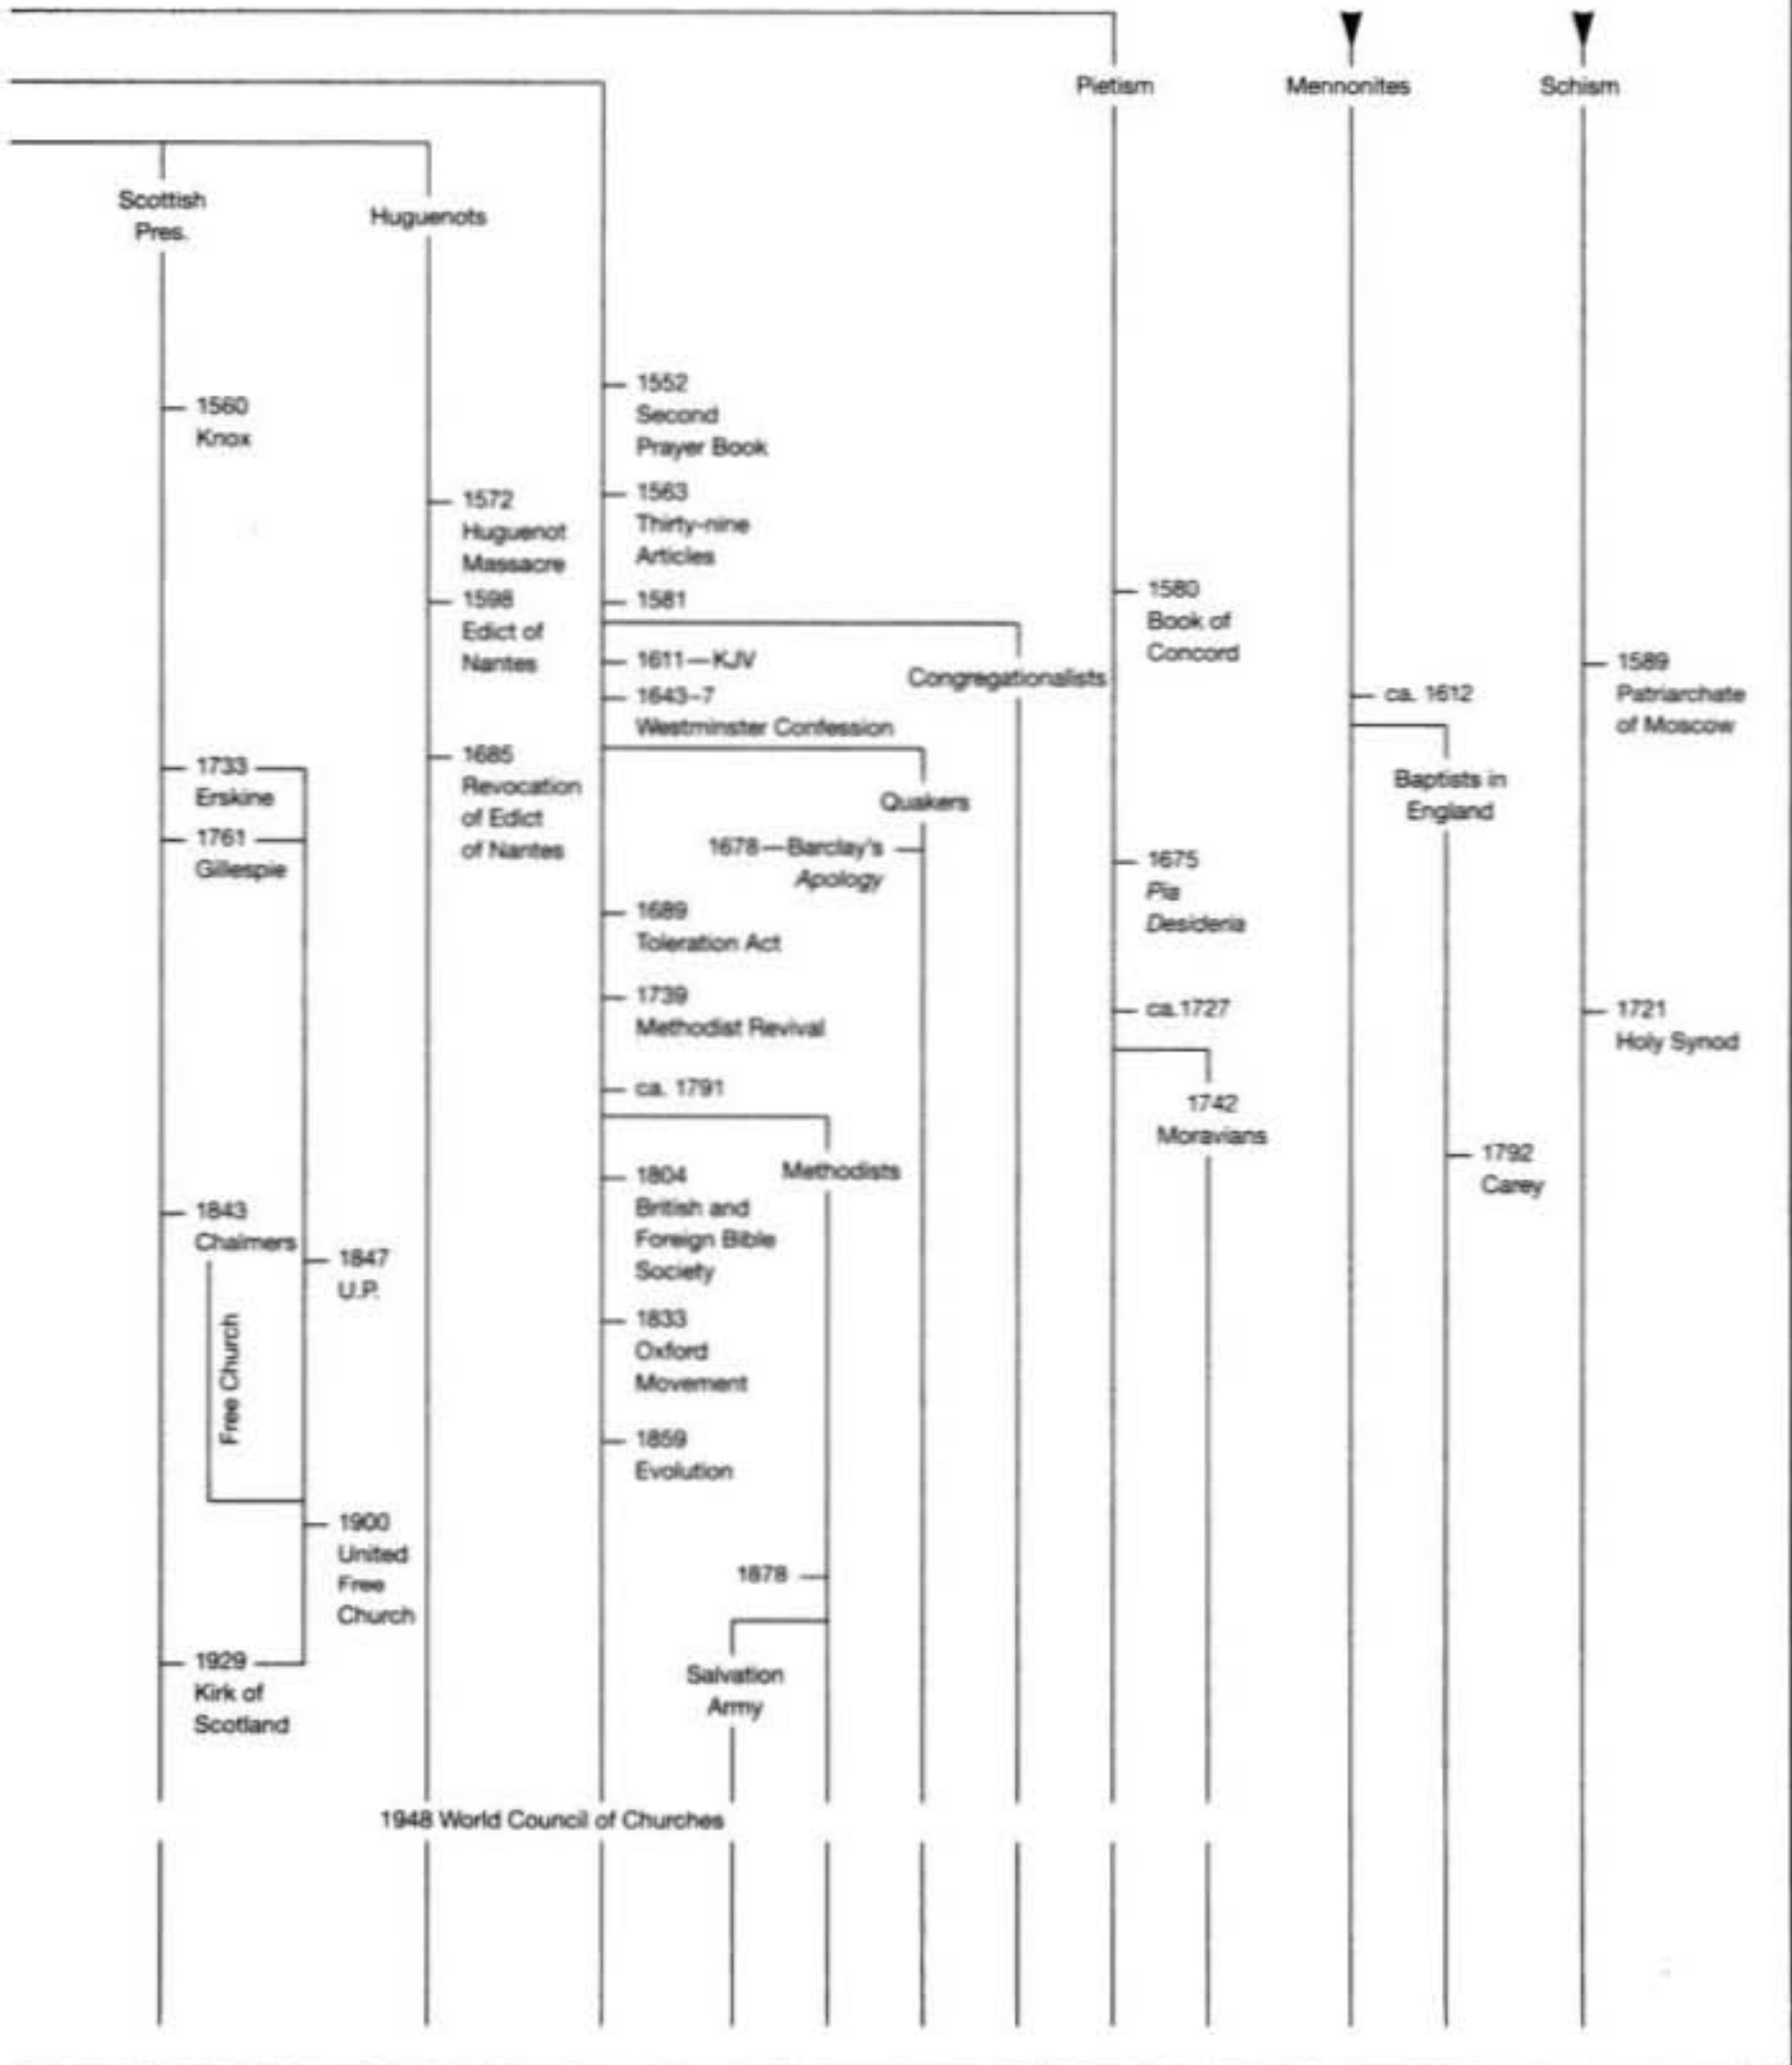 Pietism
Mennonites
Schism
Scottish
Pres.
Huguenots
1560
Knox
1733
Erskine
1761
Gillespie
1843
Chalmers
Free Church
1847
U.P.
1900
United
Free
Church
1929
Kirk of
Scotland
1572
Huguenot
Massacre
1598
Edict of
Nantes
1685
Revocation
of Edict
of Nantes
1552
Second
Prayer Book
1563
Thirty-nine
Articles
1581
1611—KJV
1643–7
Westminster Confession
1689
Toleration Act
1739
Methodist Revival
ca. 1791
1804
British and
Foreign Bible
Society
1833
Oxford
Movement
1859
Evolution
Methodists
1878
Salvation
Army
Quakers
1678—Barclay's
Apology
Congregationalists
1580
Book of
Concord
1675
Pia
Desideria
ca.1727
1742
Moravians
ca. 1612
Baptists in
England
1792
Carey
1589
Patriarchate
of Moscow
1721
Holy Synod
1948 World Council of Churches